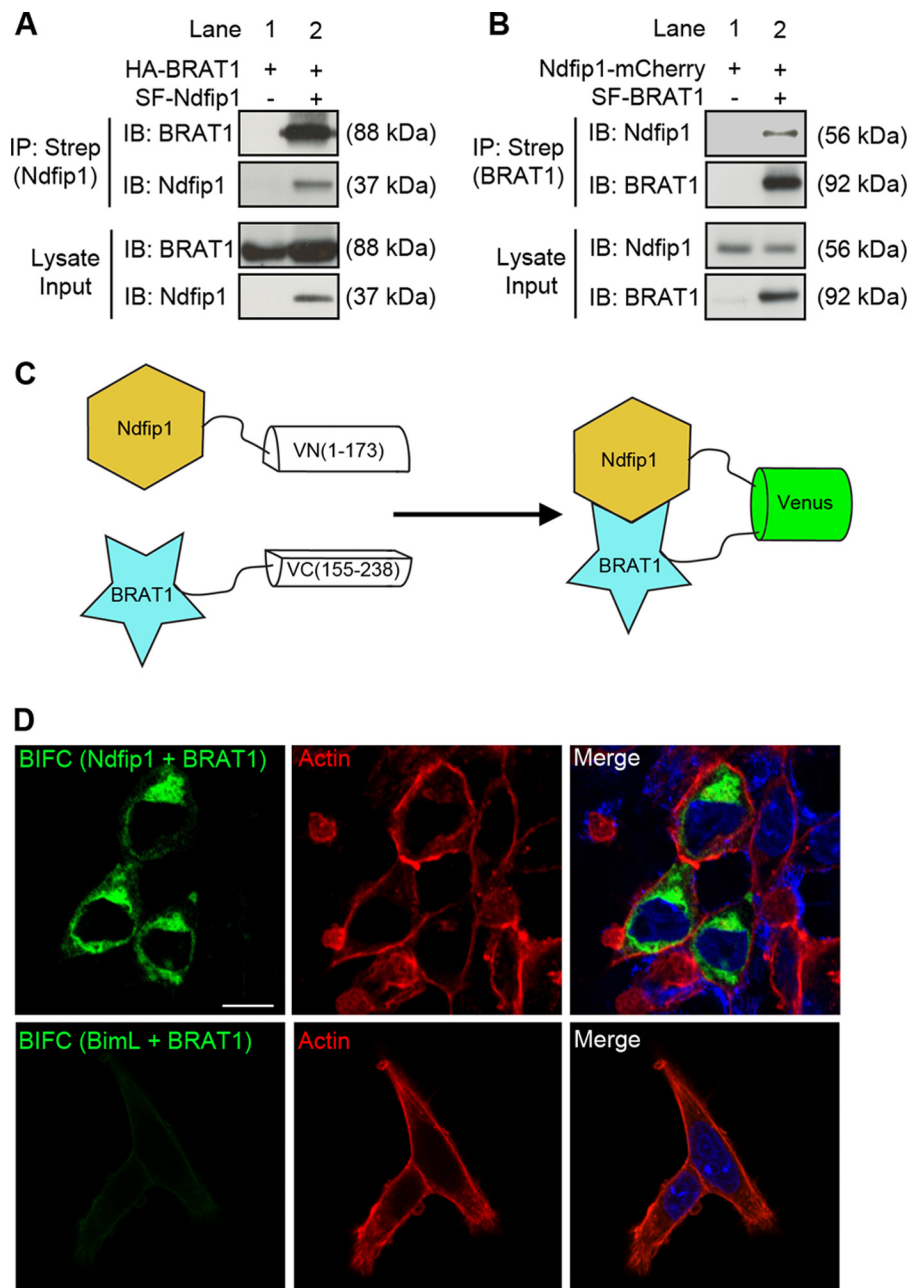 A
Lane 1 2
HA-BRAT1 + +
SF-Ndfip1 - +
IP: Strep
(Ndfip1)
IB: BRAT1 (88 kDa)
IB: Ndfip1 (37 kDa)
Lysate
Input
IB: BRAT1 (88 kDa)
IB: Ndfip1 (37 kDa)
B
Lane 1 2
Ndfip1-mCherry + +
SF-BRAT1 - +
IP: Strep
(BRAT1)
IB: Ndfip1 (56 kDa)
IB: BRAT1 (92 kDa)
Lysate
Input
IB: Ndfip1 (56 kDa)
IB: BRAT1 (92 kDa)
C
Ndfip1
VN(1-173)
BRAT1
VC(155-238)
Ndfip1
BRAT1
Venus
D
BIFC (Ndfip1 + BRAT1) Actin Merge
BIFC (BimL + BRAT1) Actin Merge